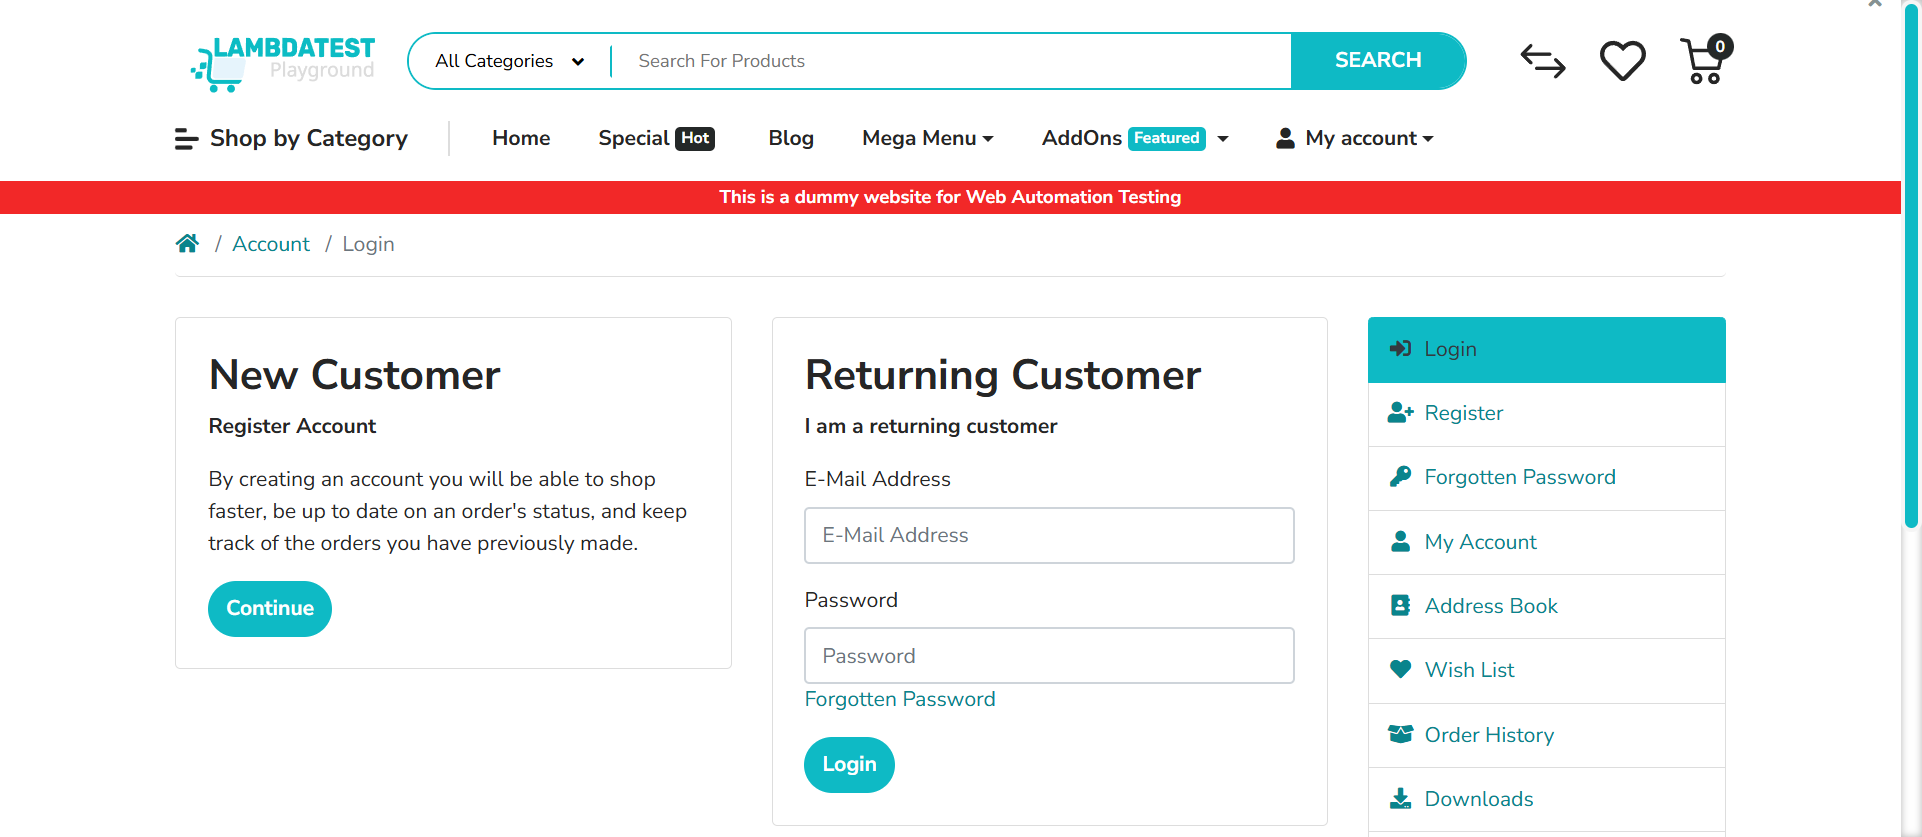 LAMBDATEST
Playground
All Categories
Search For Products
SEARCH
0
Shop by Category
Home
Special Hot
Blog
Mega Menu
AddOns Featured
My account
This is a dummy website for Web Automation Testing
/ Account / Login
New Customer
Register Account
By creating an account you will be able to shop
faster, be up to date on an order's status, and keep
track of the orders you have previously made.
Continue
Returning Customer
I am a returning customer
E-Mail Address
E-Mail Address
Password
Password
Forgotten Password
Login
Login
Register
Forgotten Password
My Account
Address Book
Wish List
Order History
Downloads